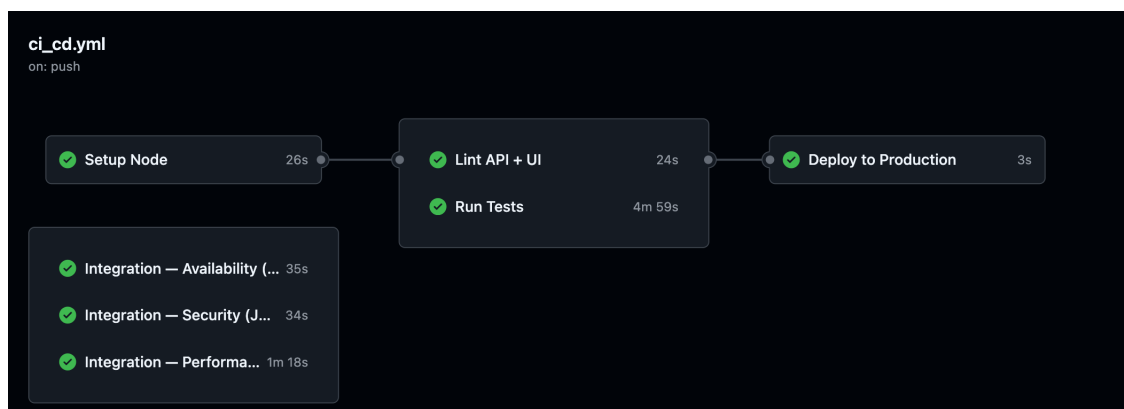 ci_cd.yml
on: push
Setup Node 26s
Lint API + UI 24s
Run Tests 4m 59s
Deploy to Production 3s
Integration — Availability (... 35s
Integration — Security (J... 34s
Integration — Performa... 1m 18s